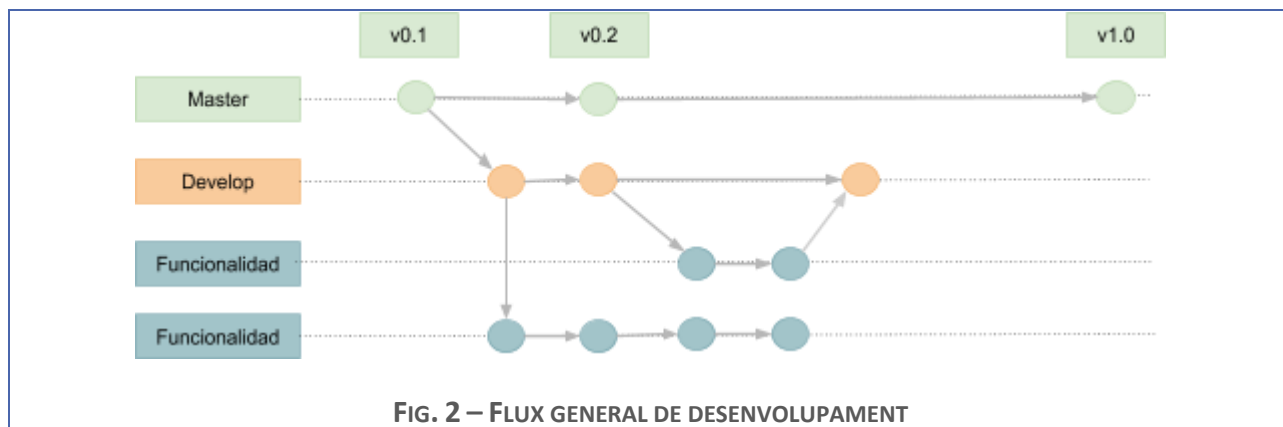 v0.1
v0.2
v1.0
Master
Develop
Funcionalidad
Funcionalidad
FIG. 2 – FLUX GENERAL DE DESENVOLUPAMENT